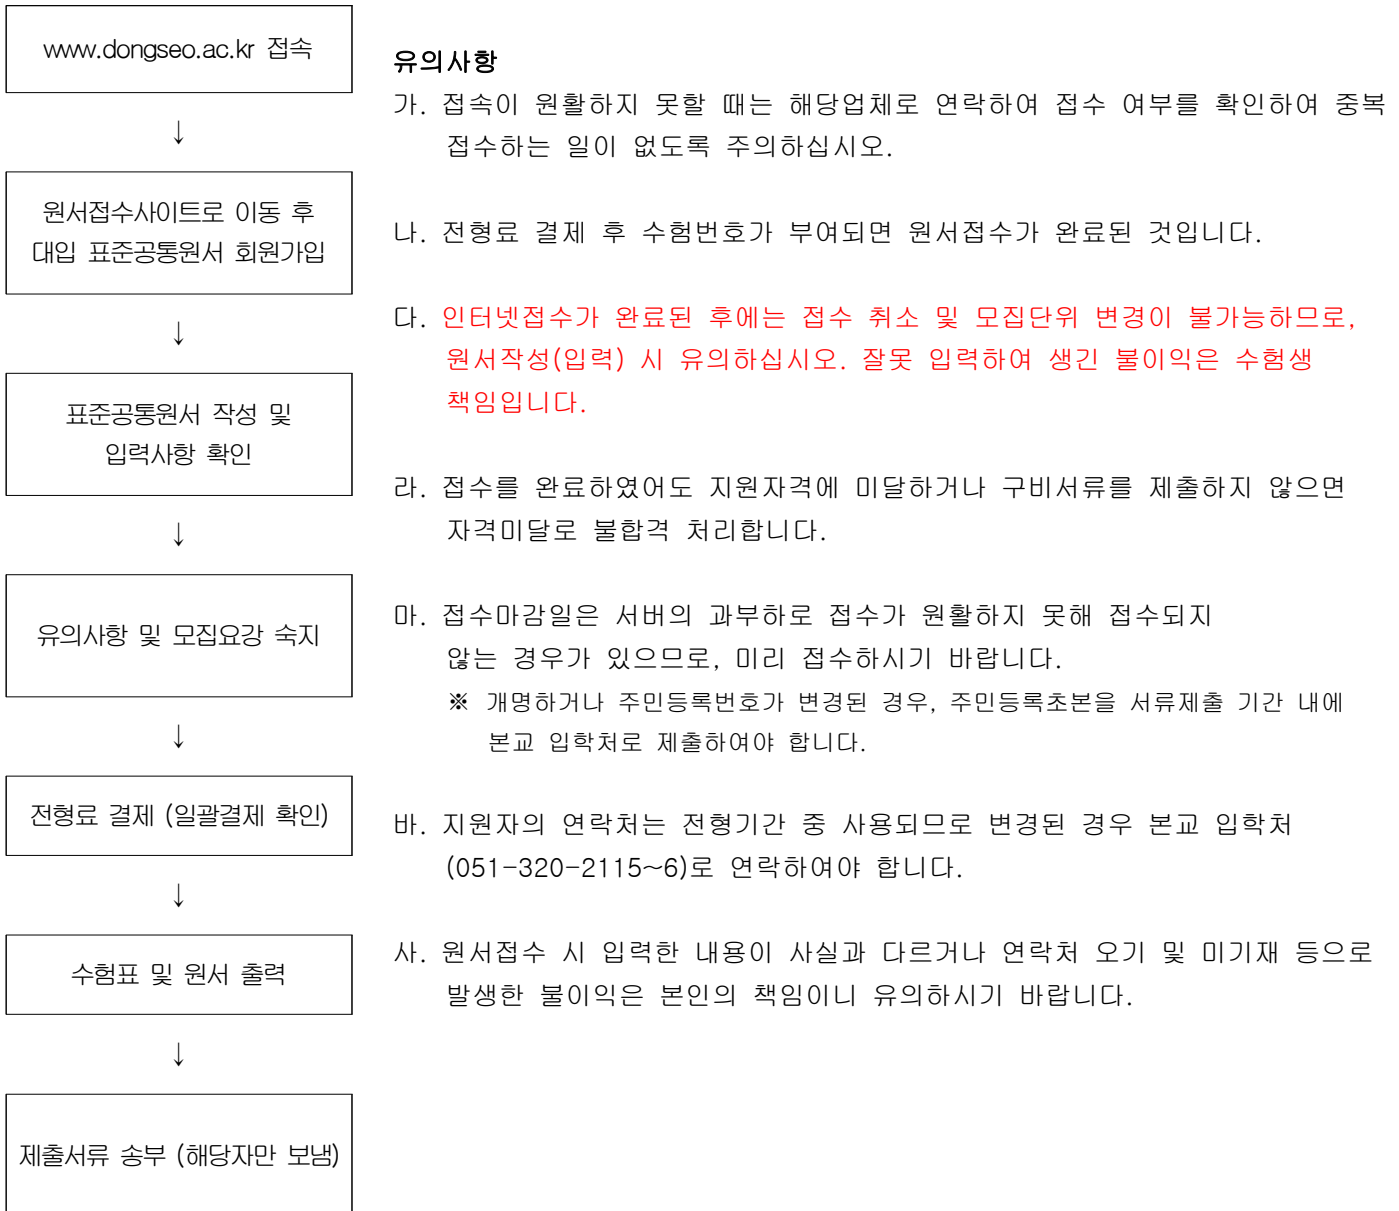 www.dongseo.ac.kr 접속
↓
원서접수사이트로 이동 후
대입 표준공통원서 회원가입
↓
표준공통원서 작성 및
입력사항 확인
↓
유의사항 및 모집요강 숙지
↓
전형료 결제 (일괄결제 확인)
↓
수험표 및 원서 출력
↓
제출서류 송부 (해당자만 보냄)
유의사항
가. 접속이 원활하지 못할 때는 해당업체로 연락하여 접수 여부를 확인하여 중복
접수하는 일이 없도록 주의하십시오.
나. 전형료 결제 후 수험번호가 부여되면 원서접수가 완료된 것입니다.
다. 인터넷접수가 완료된 후에는 접수 취소 및 모집단위 변경이 불가능하므로,
원서작성(입력) 시 유의하십시오. 잘못 입력하여 생긴 불이익은 수험생
책임입니다.
라. 접수를 완료하였어도 지원자격에 미달하거나 구비서류를 제출하지 않으면
자격미달로 불합격 처리합니다.
마. 접수마감일은 서버의 과부하로 접수가 원활하지 못해 접수되지
않는 경우가 있으므로, 미리 접수하시기 바랍니다.
※ 개명하거나 주민등록번호가 변경된 경우, 주민등록초본을 서류제출 기간 내에
본교 입학처로 제출하여야 합니다.
바. 지원자의 연락처는 전형기간 중 사용되므로 변경된 경우 본교 입학처
(051-320-2115~6)로 연락하여야 합니다.
사. 원서접수 시 입력한 내용이 사실과 다르거나 연락처 오기 및 미기재 등으로
발생한 불이익은 본인의 책임이니 유의하시기 바랍니다.